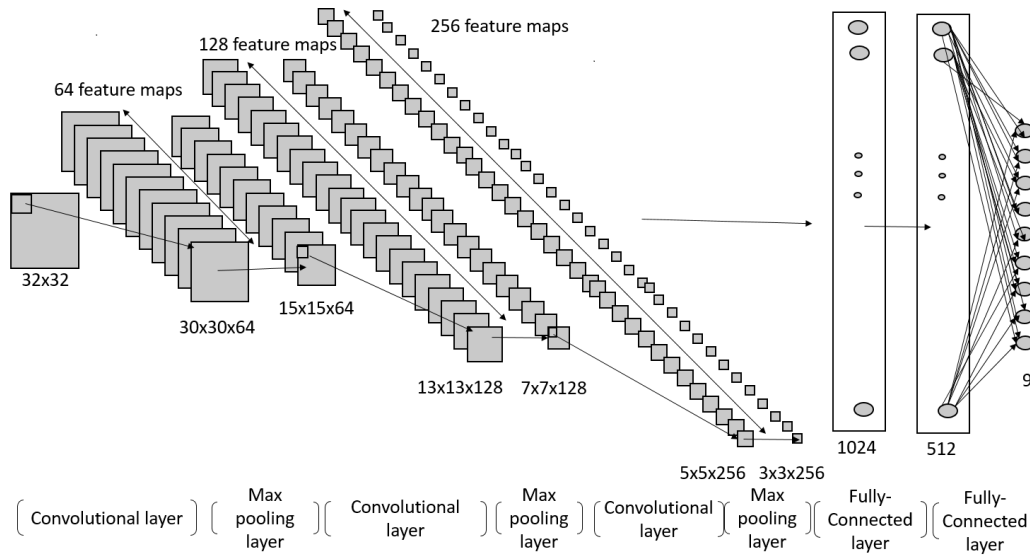 256 feature maps
128 feature maps
64 feature maps
32x32
30x30x64
15x15x64
13x13x128
7x7x128
5x5x256
3x3x256
1024
512
9
Convolutional layer
Max
pooling
layer
Convolutional
layer
Max
pooling
layer
Convolutional
layer
Max
pooling
layer
Fully-
Connected
layer
Fully-
Connected
layer